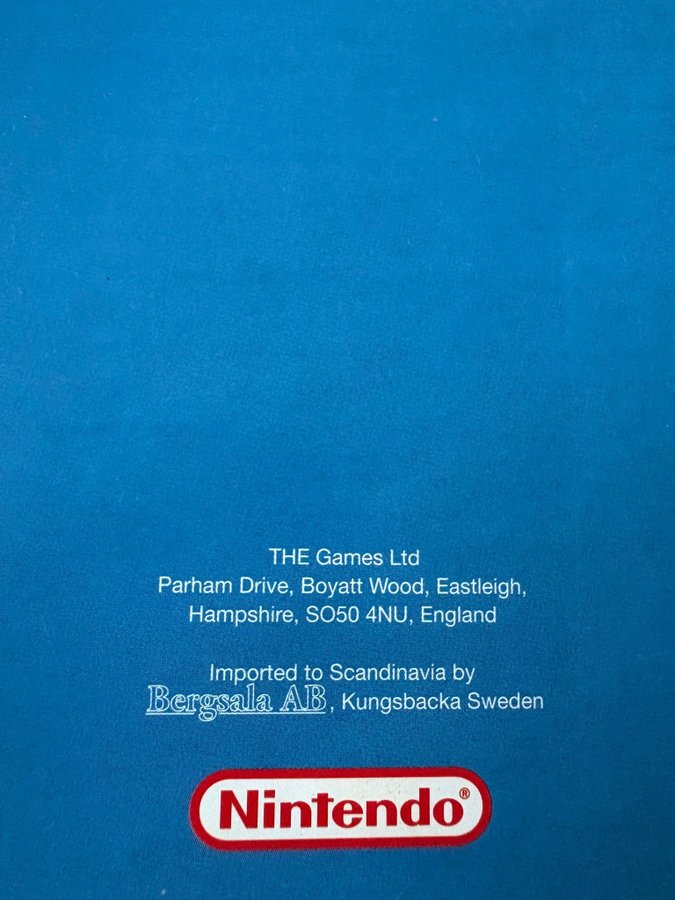 THE Games Ltd
Parham Drive, Boyatt Wood, Eastleigh,
Hampshire, SO50 4NU, England
Imported to Scandinavia by
Bergsala AB, Kungsbacka Sweden
Nintendo®